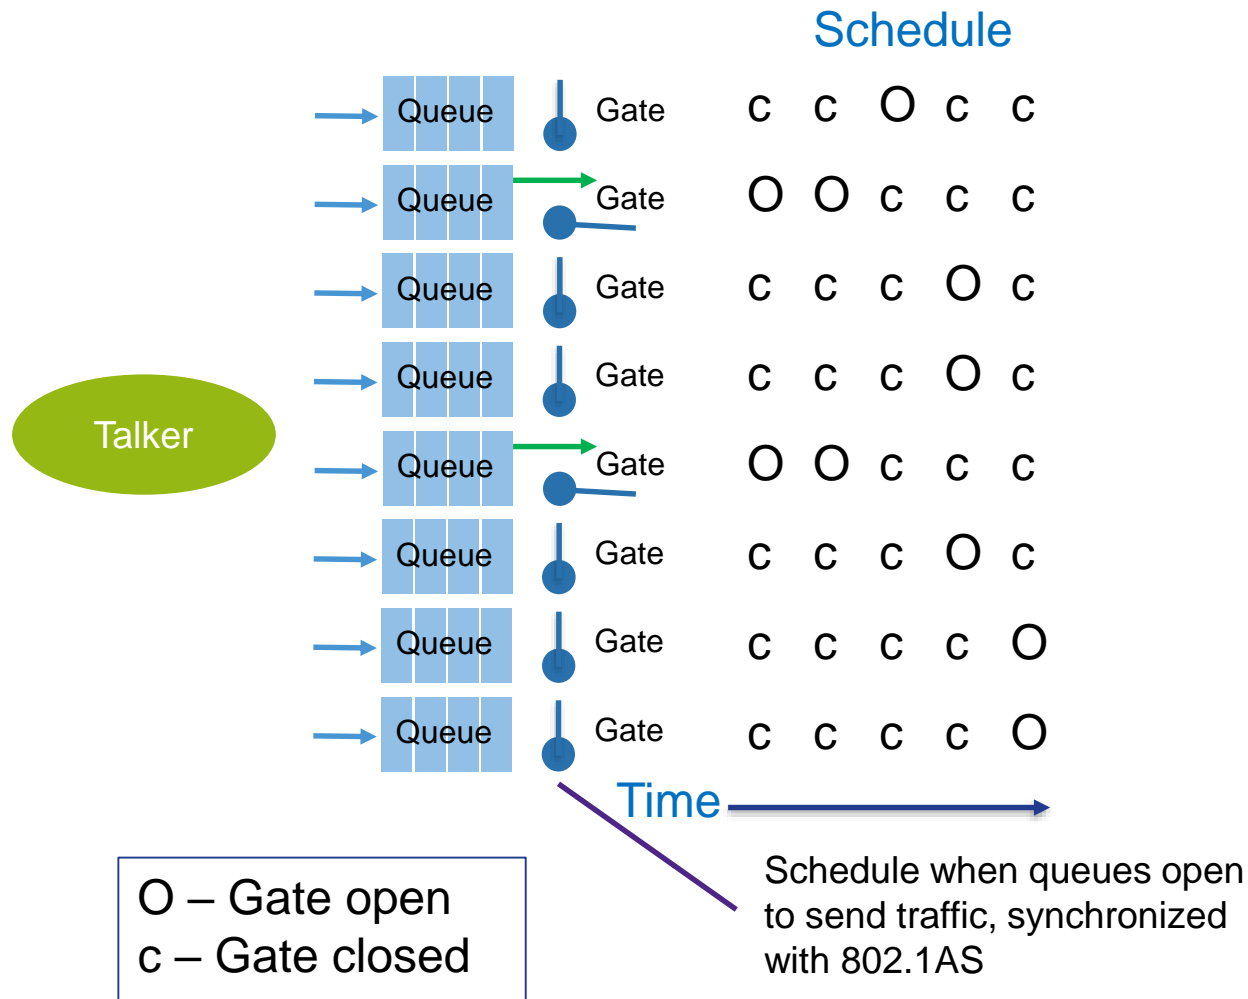 Schedule
Queue Gate c c O c c
Queue Gate O O c c c
Queue Gate c c c O c
Queue Gate c c c O c
Talker
Queue Gate O O c c c
Queue Gate c c c O c
Queue Gate c c c c O
Queue Gate c c c c O
Time
O – Gate open
c – Gate closed
Schedule when queues open
to send traffic, synchronized
with 802.1AS